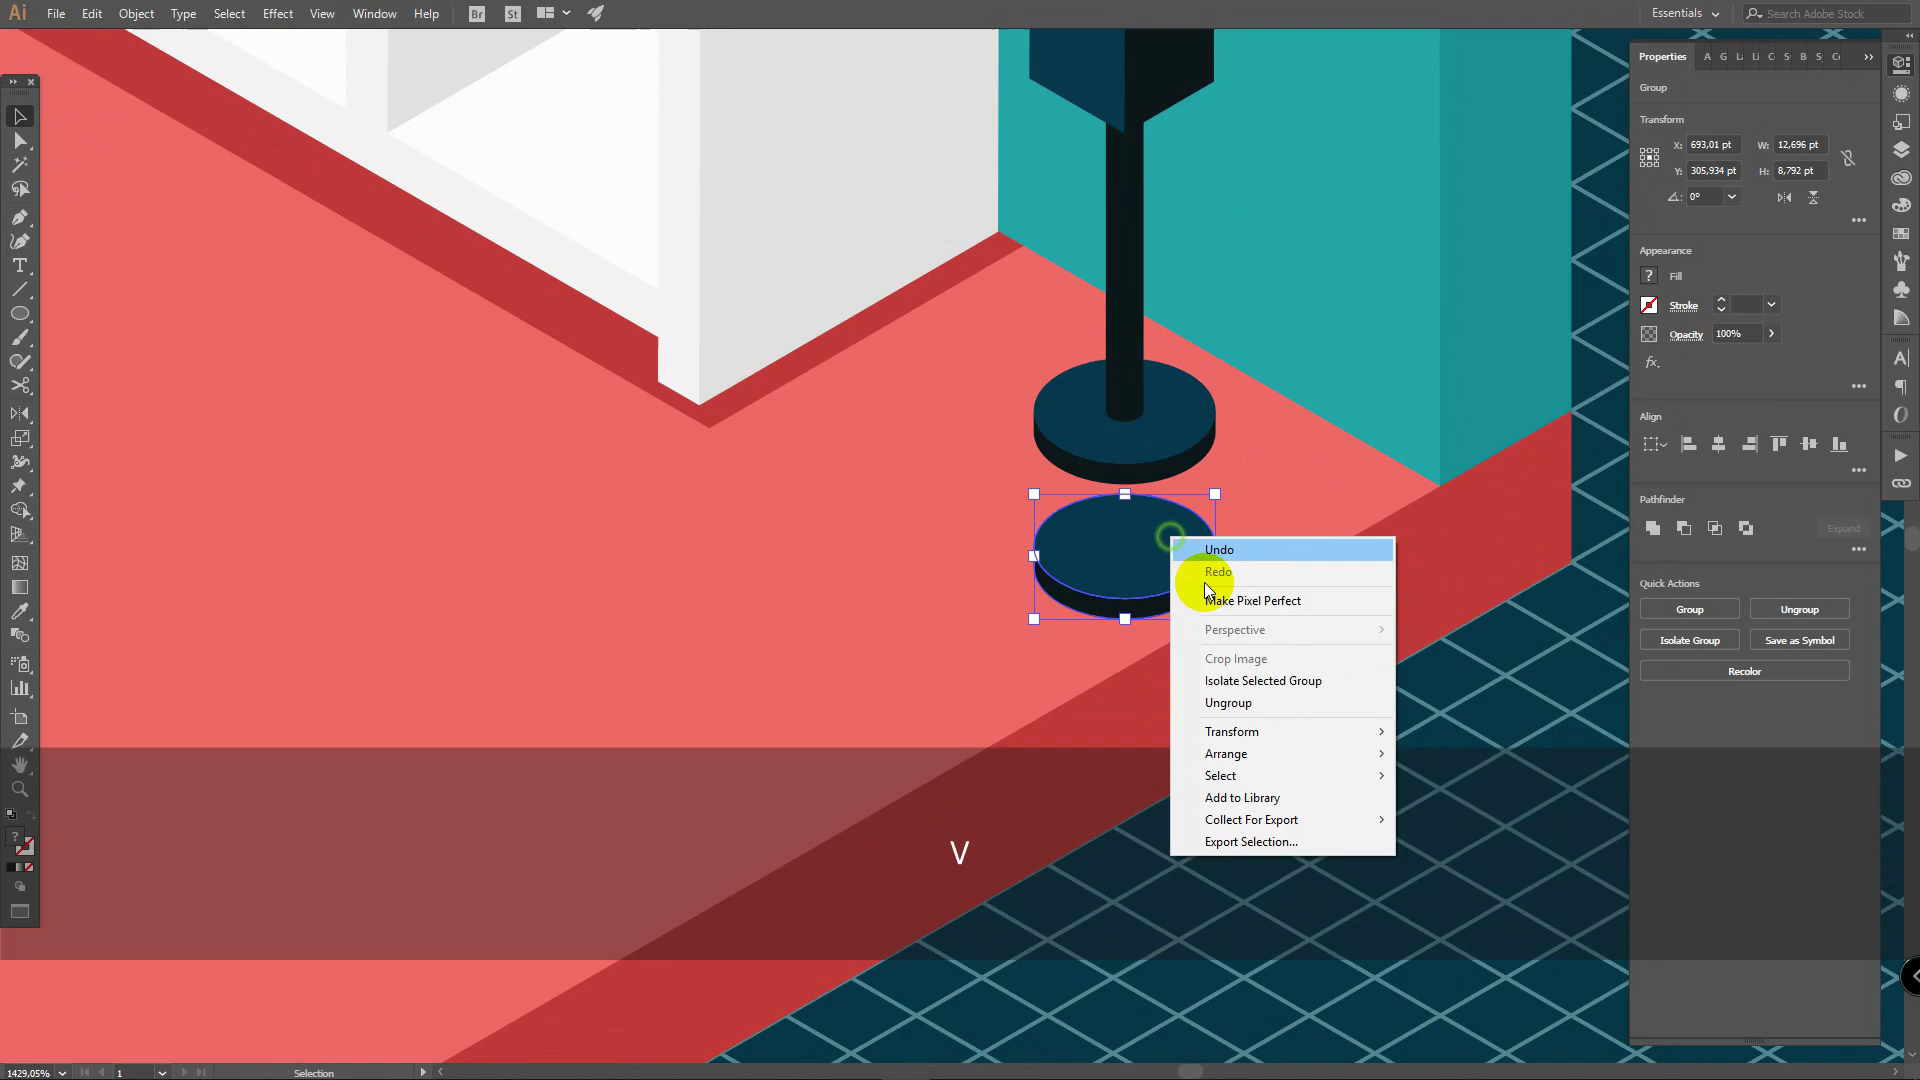 Ai File Edit Object Type Select Effect View Window Help Br St Essentials Search Adobe Stock
Properties A G La Li C S B S C
Group
Transform
X: 693,01 pt W: 12,696 pt
Y: 305,934 pt H: 8,792 pt
0°
Appearance
? Fill
Stroke
Opacity 100%
fx.
Align
Pathfinder
Expand
Quick Actions
Group Ungroup
Isolate Group Save as Symbol
Recolor
Undo
Redo
Make Pixel Perfect
Perspective
Crop Image
Isolate Selected Group
Ungroup
Transform
Arrange
Select
Add to Library
Collect For Export
Export Selection...
V
1429,05% 1 Selection